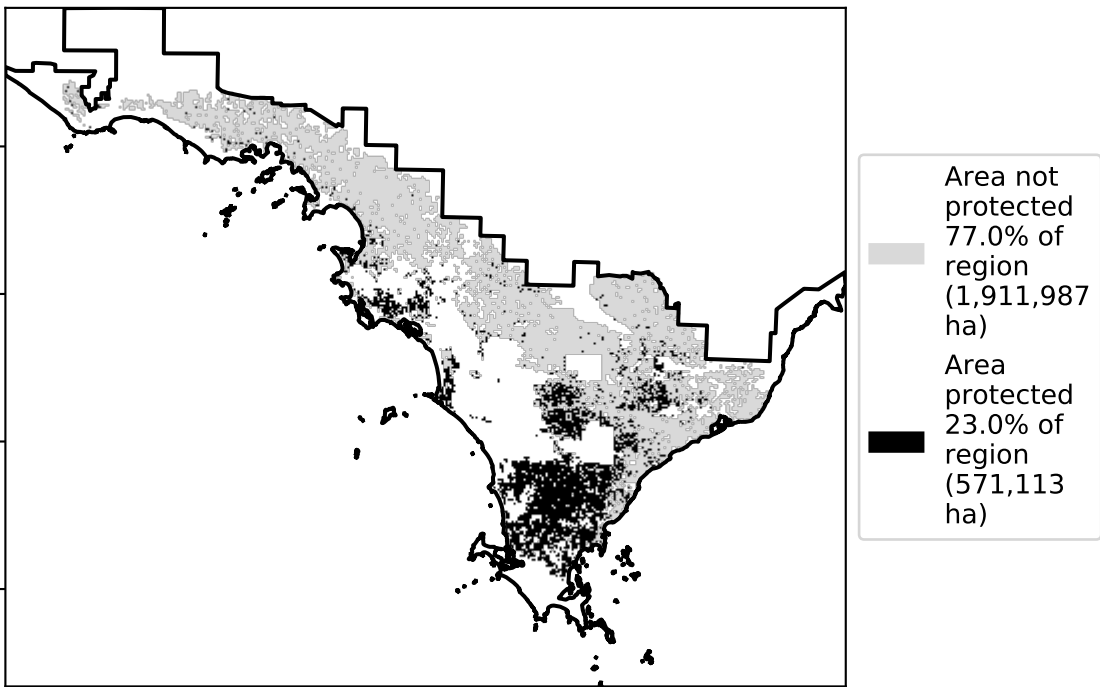 Area not
protected
77.0% of
region
(1,911,987
ha)
Area
protected
23.0% of
region
(571,113
ha)